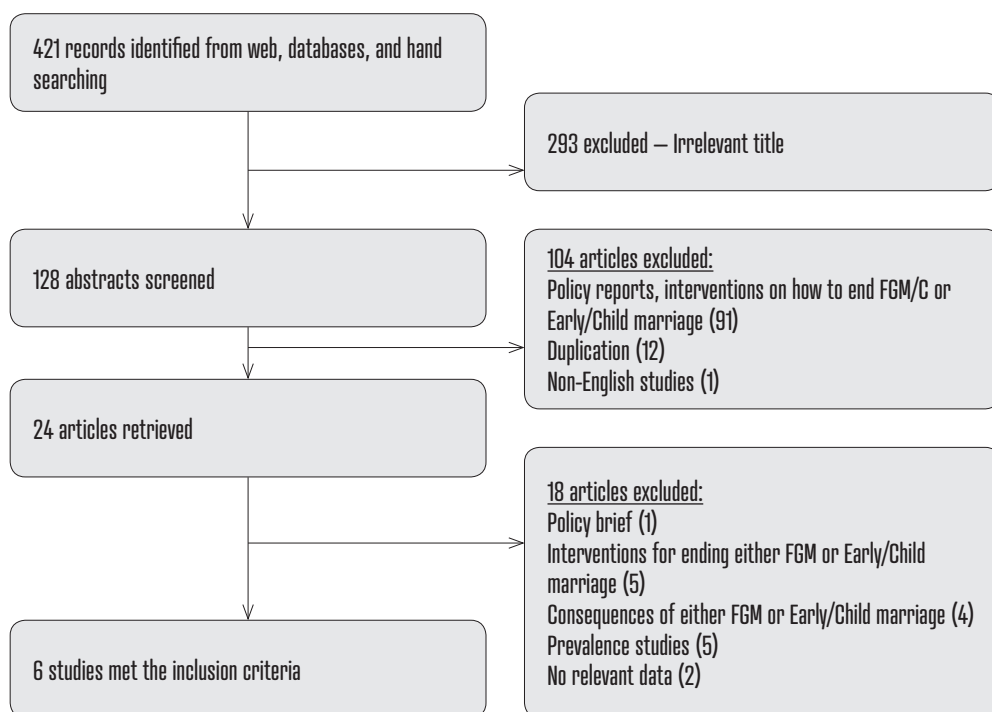 421 records identified from web, databases, and hand
searching
293 excluded – Irrelevant title
128 abstracts screened
104 articles excluded:
Policy reports, interventions on how to end FGM/C or
Early/Child marriage (91)
Duplication (12)
Non-English studies (1)
24 articles retrieved
18 articles excluded:
Policy brief (1)
Interventions for ending either FGM or Early/Child
marriage (5)
Consequences of either FGM or Early/Child marriage (4)
Prevalence studies (5)
No relevant data (2)
6 studies met the inclusion criteria